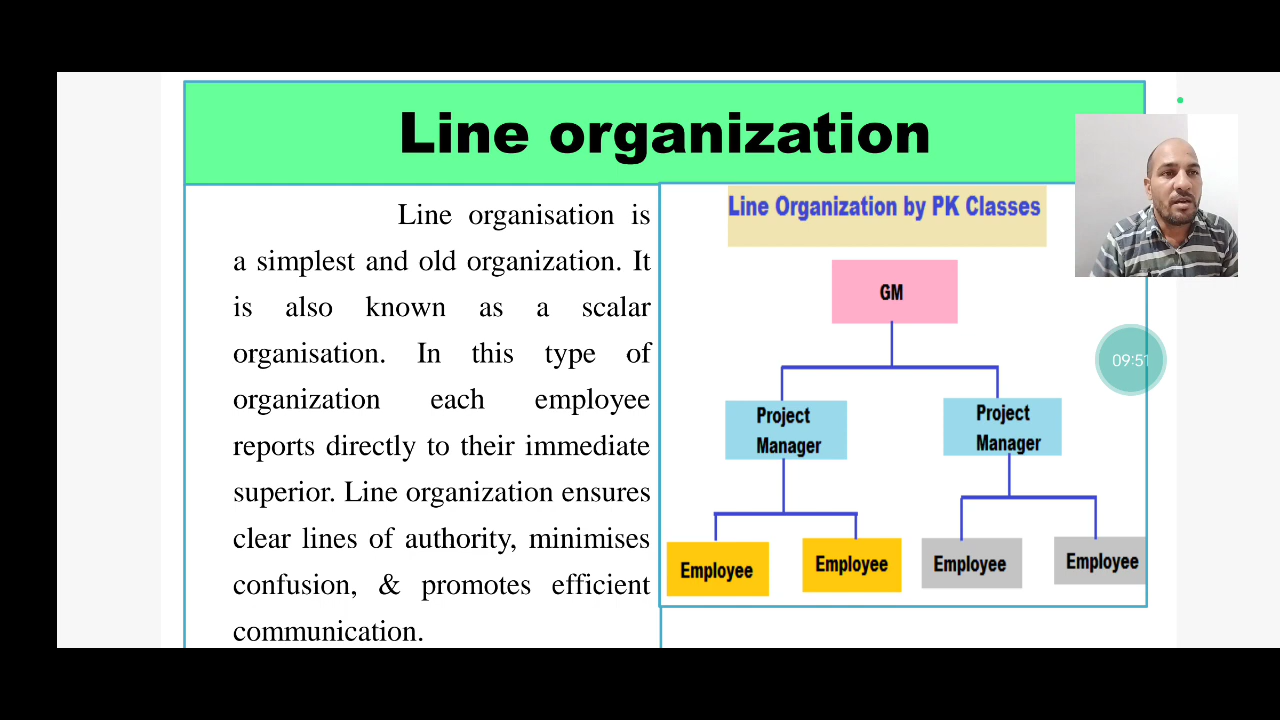 Line organization
Line organisation is
a simplest and old organization. It
is also known as a scalar
organisation. In this type of
organization each employee
reports directly to their immediate
superior. Line organization ensures
clear lines of authority, minimises
confusion, & promotes efficient
communication.
Line Organization by PK Classes
GM
Project
Manager
Project
Manager
Employee
Employee
Employee
Employee
09:51